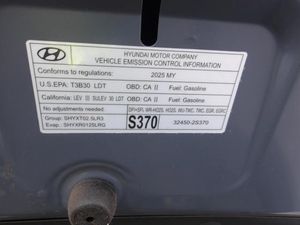 HYUNDAI MOTOR COMPANY
VEHICLE EMISSION CONTROL INFORMATION
Conforms to regulations: 2025 MY
U.S.EPA: T3B30 LDT OBD: CA II Fuel: Gasoline
California: LEV III SULEV 30 LDT OBD: CA II Fuel: Gasoline
No adjustments needed.
Group: SHYXT02.5LR3
Evap: SHYXR0125LRG
S370
32450-2S370